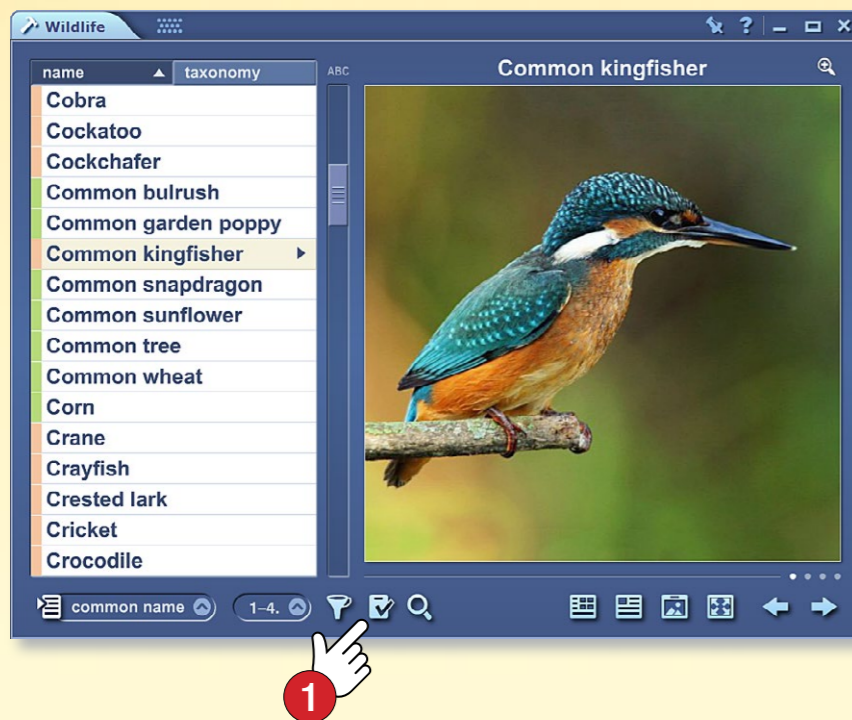 Wildlife
?
name taxonomy ABC
Common kingfisher
Cobra
Cockatoo
Cockchafer
Common bulrush
Common garden poppy
Common kingfisher
Common snapdragon
Common sunflower
Common tree
Common wheat
Corn
Crane
Crayfish
Crested lark
Cricket
Crocodile
common name 1–4.
1